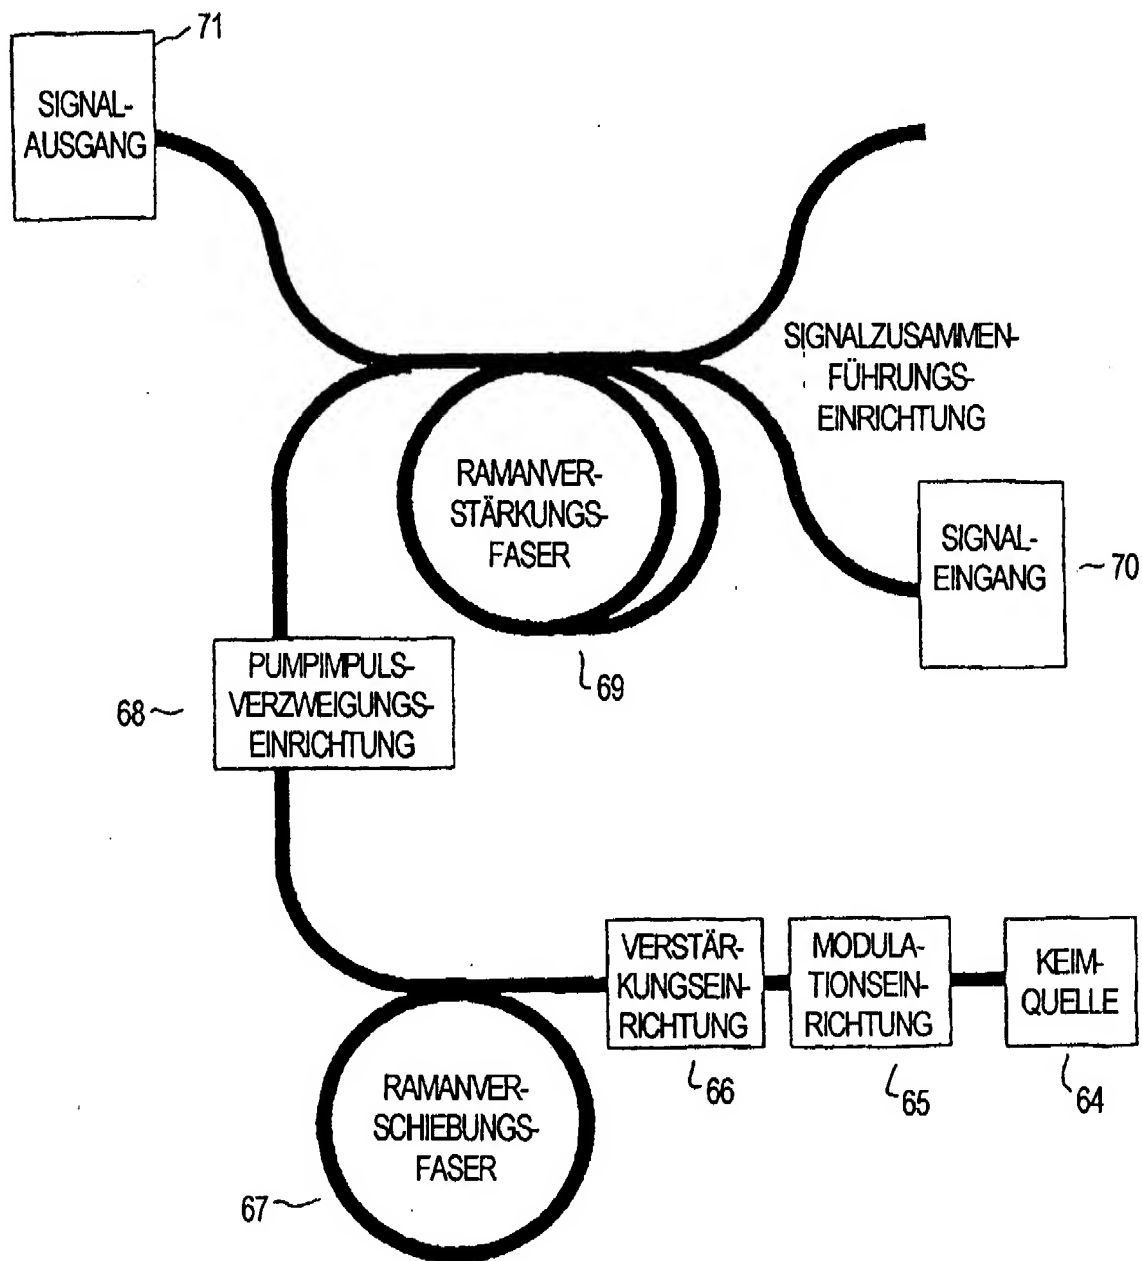 71
SIGNAL-
AUSGANG
SIGNALZUSAMMEN-
FÜHRUNGS-
EINRICHTUNG
RAMANVER-
STÄRKUNGS-
FASER
SIGNAL-
EINGANG
70
69
PUMPIMPULS-
VERZWEIGUNGS-
EINRICHTUNG
68
VERSTÄR-
KUNGSEIN-
RICHTUNG
MODULA-
TIONSEIN-
RICHTUNG
KEIM-
QUELLE
66
65
64
RAMANVER-
SCHIEBUNGS-
FASER
67